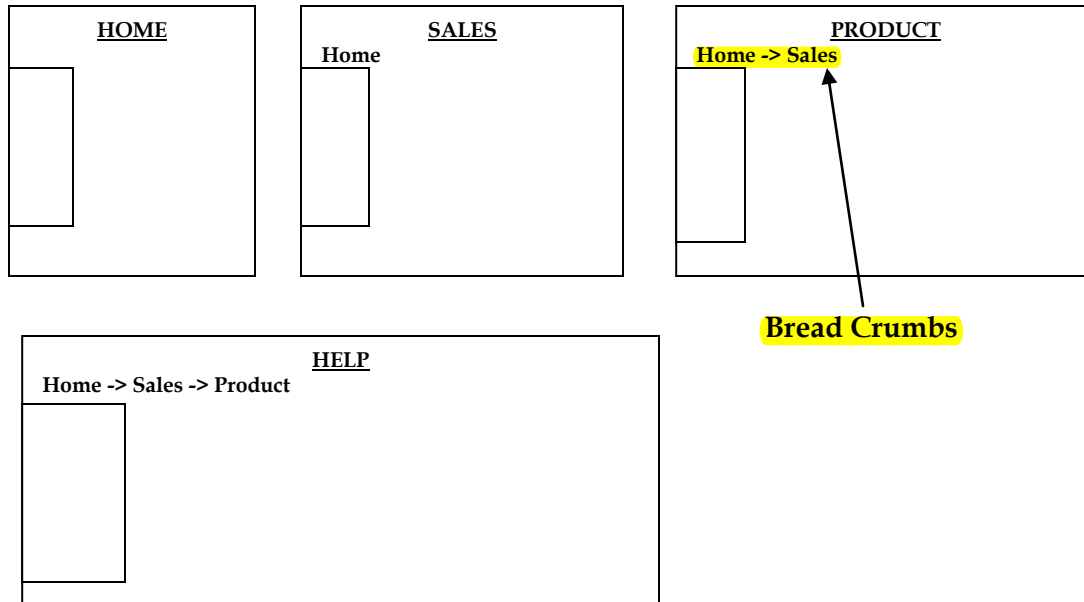 HOME
SALES
Home
PRODUCT
Home -> Sales
Bread Crumbs
HELP
Home -> Sales -> Product